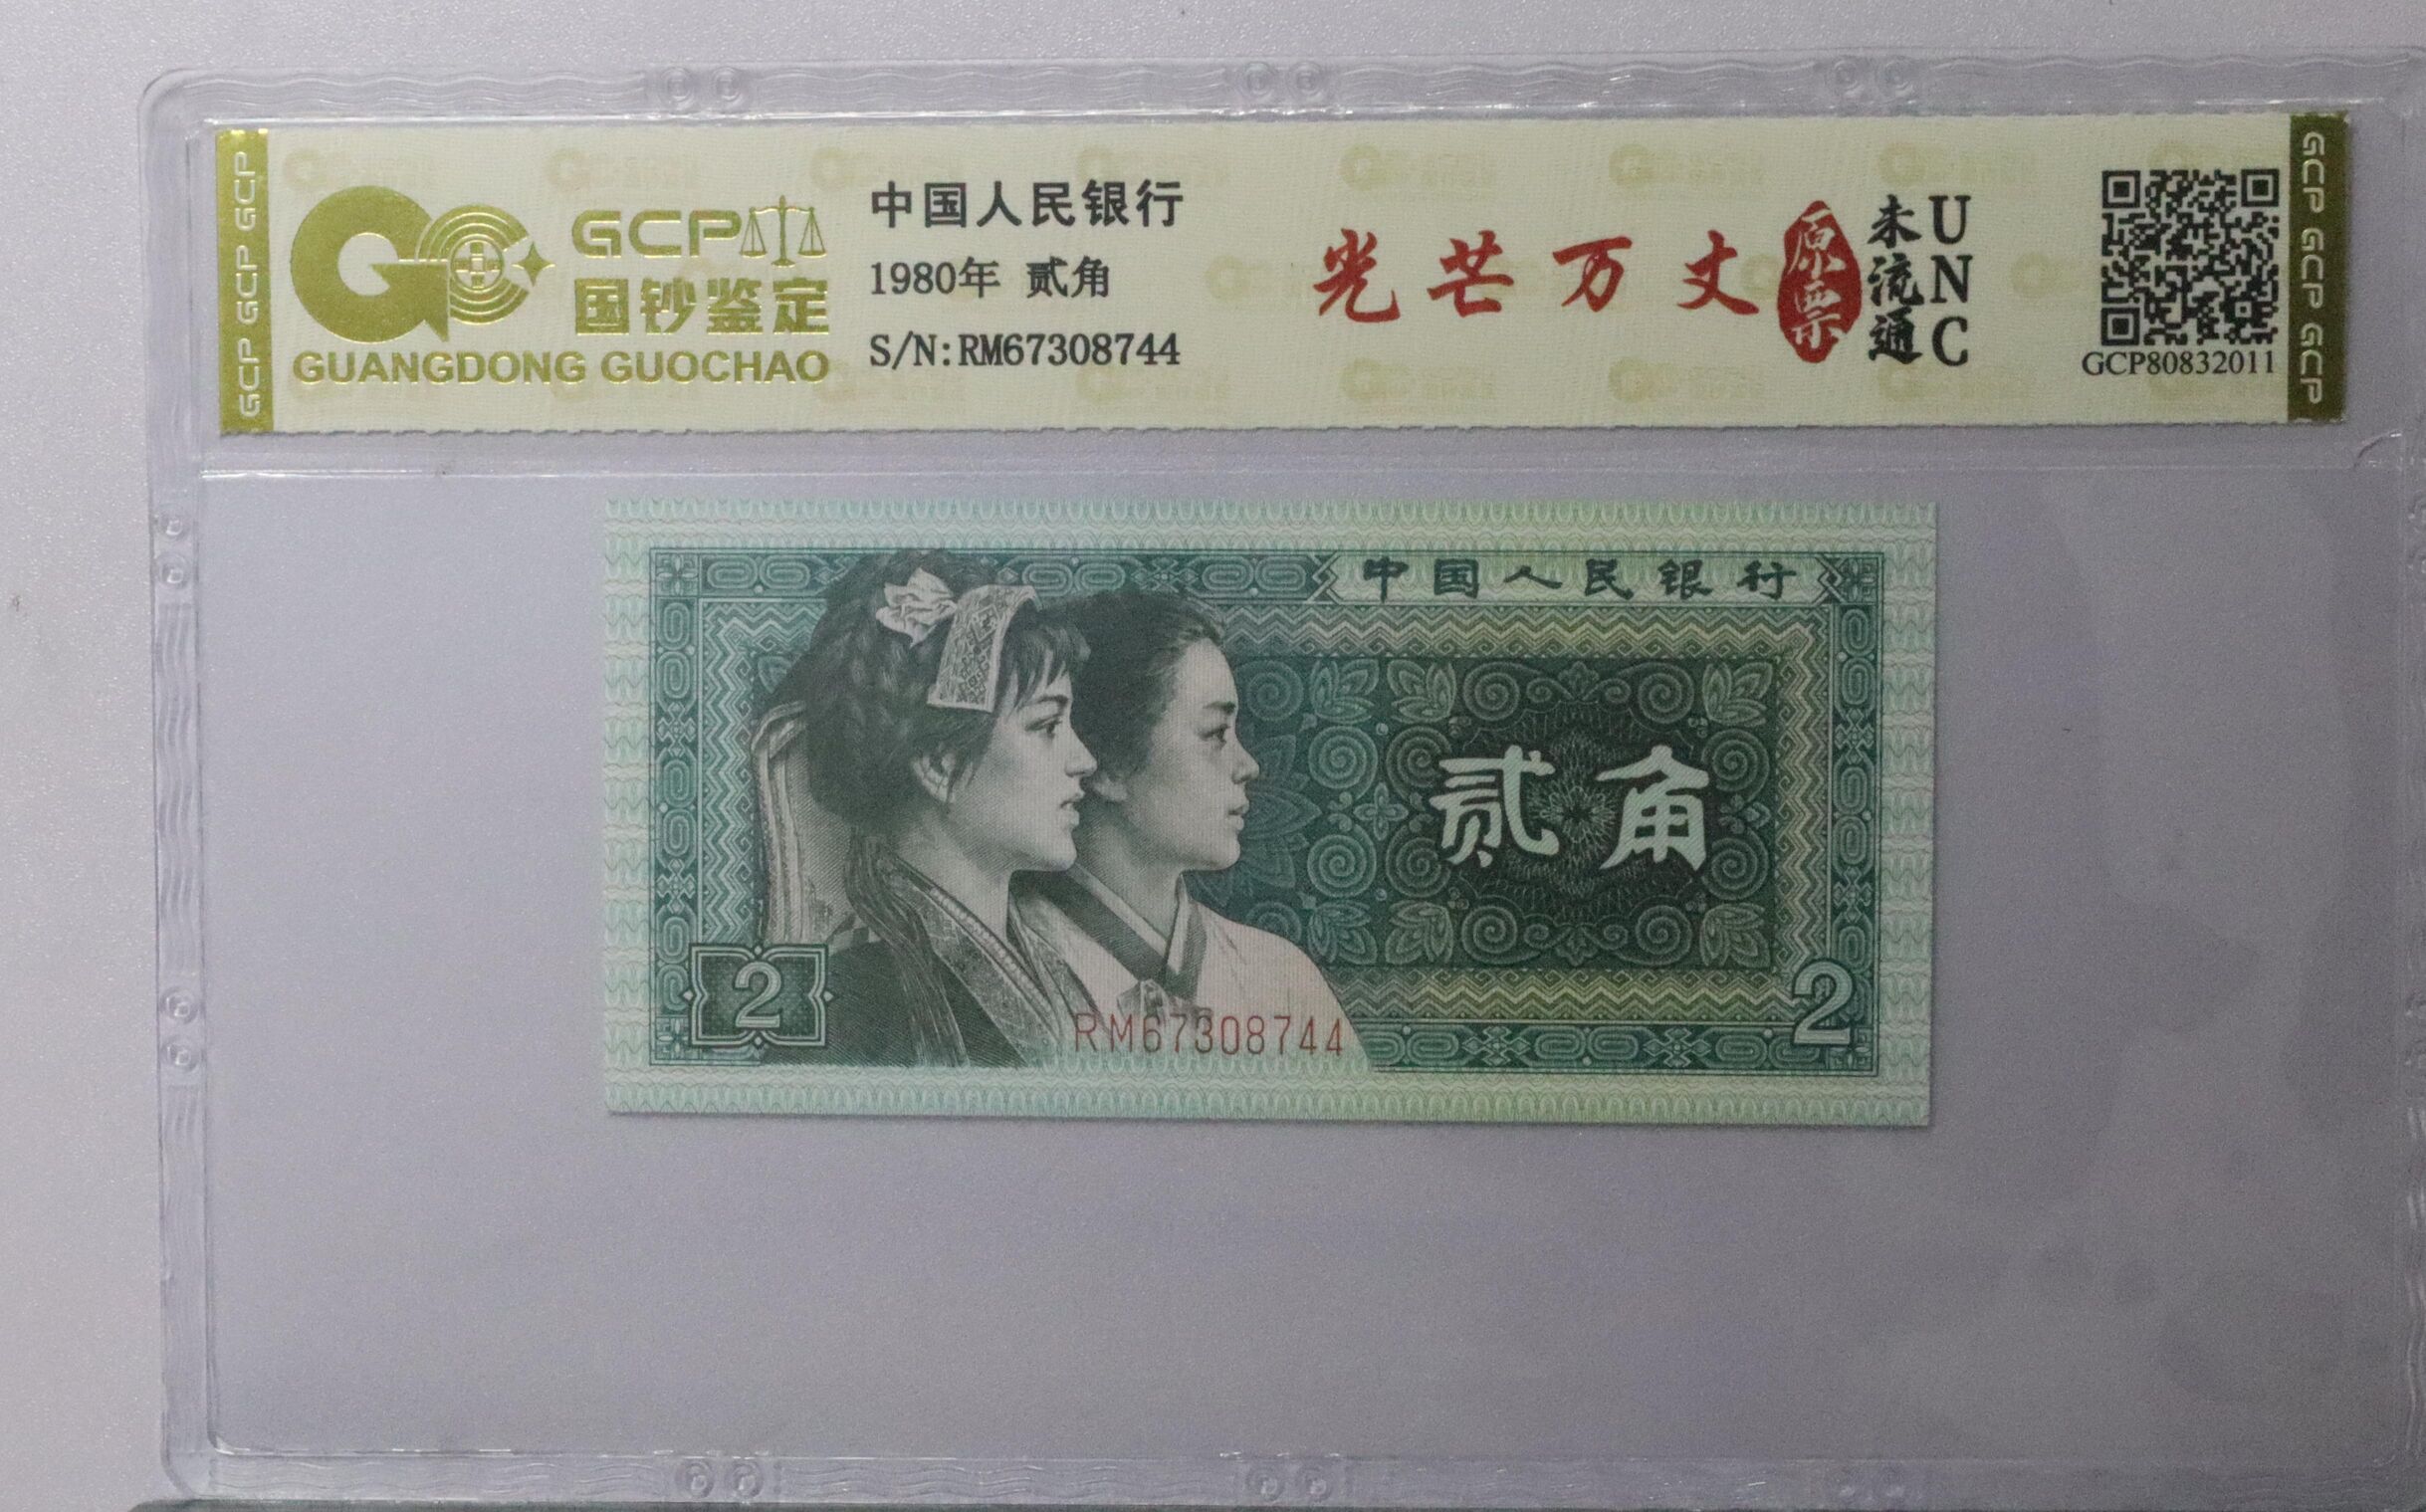 GCP GCP GCP
GCP
国钞鉴定
GUANGDONG GUOCHAO
中国人民银行
1980年 贰角
S/N:RM67308744
光芒万丈
原票
未流通
UNC
GCP80832011
GCP GCP GCP
中国人民银行
贰角
2
2
RM67308744